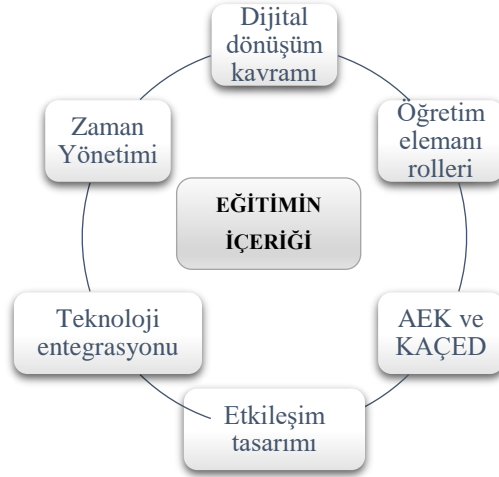 Dijital
dönüşüm
kavramı
Öğretim
elemanı
rolleri
AEK ve
KAÇED
Etkileşim
tasarımı
Teknoloji
entegrasyonu
Zaman
Yönetimi
EĞİTİMİN
İÇERİĞİ